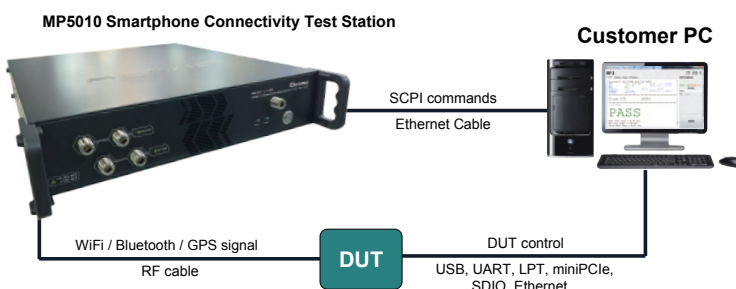 MP5010 Smartphone Connectivity Test Station
Customer PC
SCPI commands
Ethernet Cable
PASS
WiFi / Bluetooth / GPS signal
RF cable
DUT
DUT control
USB, UART, LPT, miniPCIe,
SDIO, Ethernet